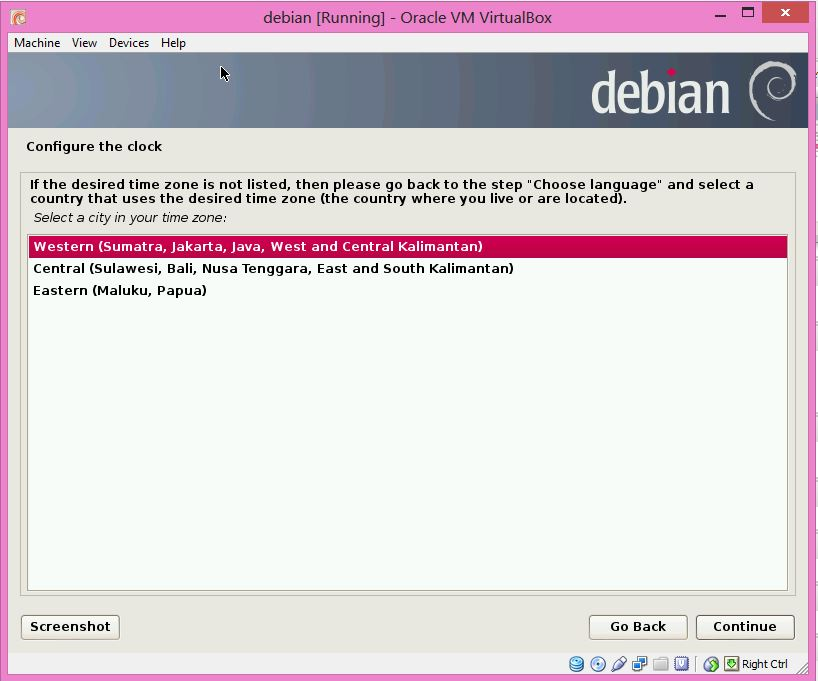 debian [Running] - Oracle VM VirtualBox
Machine View Devices Help
debian
Configure the clock
If the desired time zone is not listed, then please go back to the step "Choose language" and select a
country that uses the desired time zone (the country where you live or are located).
Select a city in your time zone:
Western (Sumatra, Jakarta, Java, West and Central Kalimantan)
Central (Sulawesi, Bali, Nusa Tenggara, East and South Kalimantan)
Eastern (Maluku, Papua)
Screenshot Go Back Continue
Right Ctrl